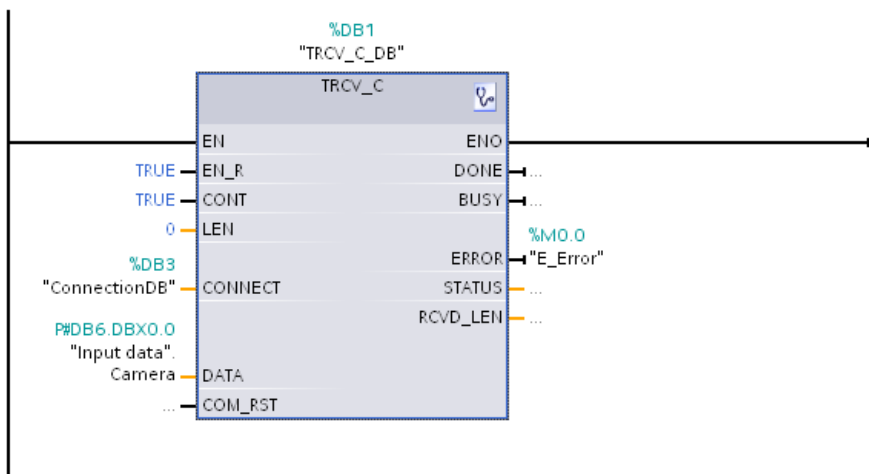 %DB1
"TRCV_C_DB"
TRCV_C
EN ENO
TRUE EN_R DONE ...
TRUE CONT BUSY ...
0 LEN
%M0.0
%DB3 ERROR "E_Error"
"ConnectionDB" CONNECT STATUS ...
RCVD_LEN ...
P#DB6.DBX0.0
"Input data".
Camera DATA
... COM_RST